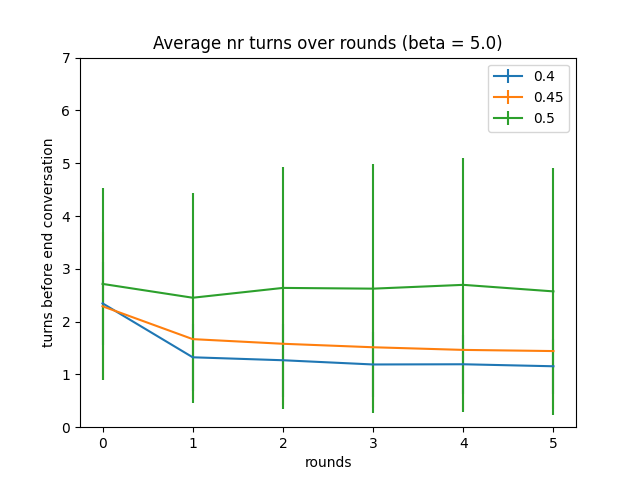 Average nr turns over rounds (beta = 5.0)
7
6
5
4
3
2
1
0
turns before end conversation
0.4
0.45
0.5
0 1 2 3 4 5
rounds